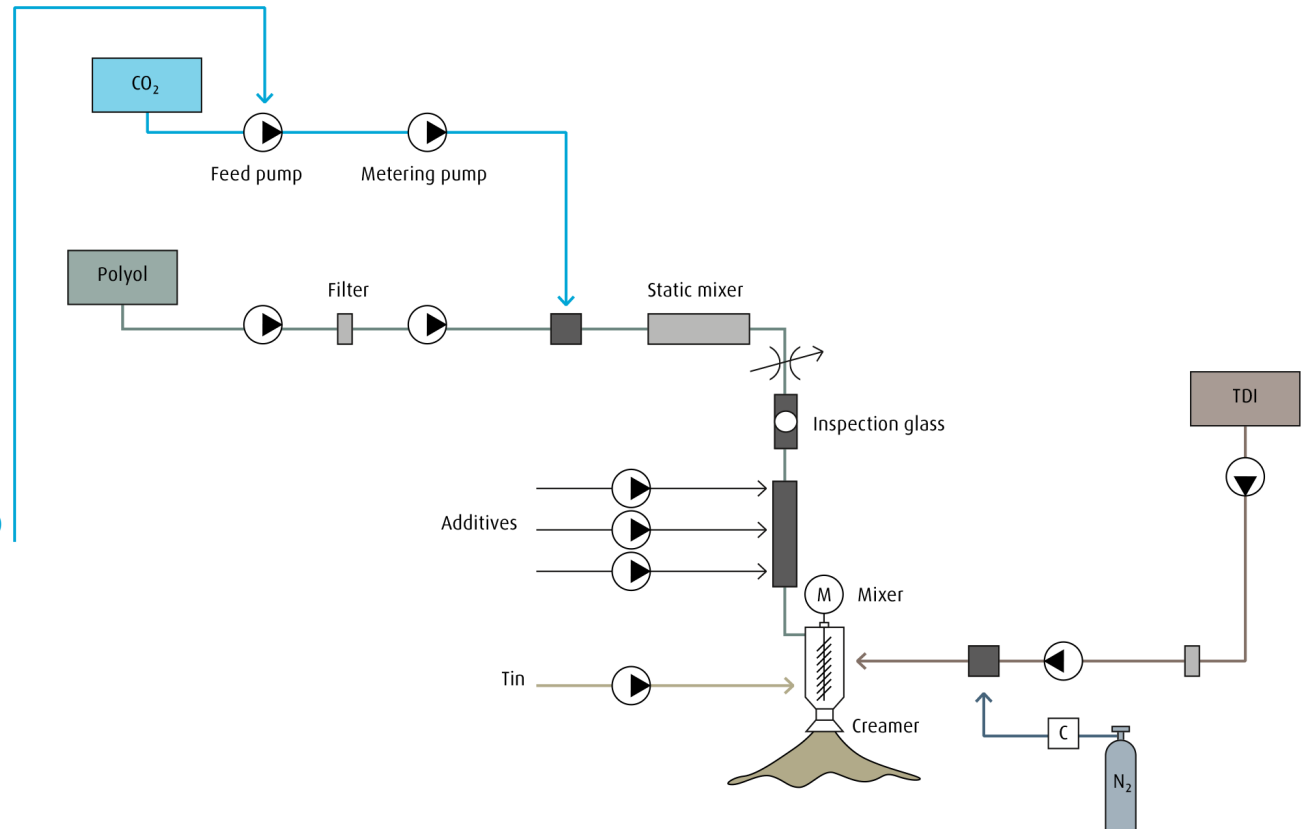 CO₂
Feed pump
Metering pump
Polyol
Filter
Static mixer
TDI
Inspection glass
Additives
M
Mixer
Tin
Creamer
C
N₂